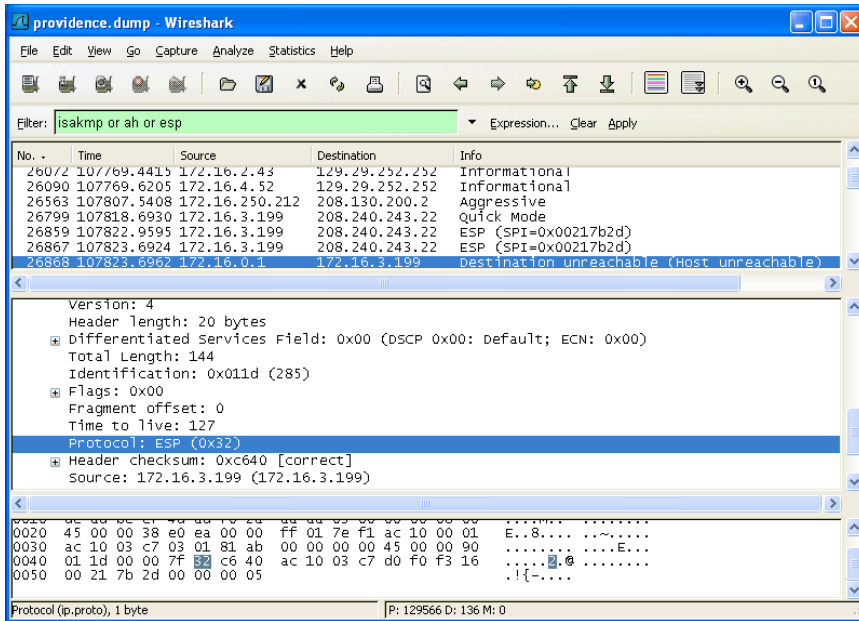 providence.dump - Wireshark
File Edit View Go Capture Analyze Statistics Help
Filter: isakmp or ah or esp Expression... Clear Apply
No. - Time Source Destination Info
26072 107769.4415 172.16.2.43 129.29.252.252 Informational
26090 107769.6205 172.16.4.52 129.29.252.252 Informational
26563 107807.5408 172.16.250.212 208.130.200.2 Aggressive
26799 107818.6930 172.16.3.199 208.240.243.22 Quick Mode
26859 107822.9595 172.16.3.199 208.240.243.22 ESP (SPI=0x00217b2d)
26867 107823.6924 172.16.3.199 208.240.243.22 ESP (SPI=0x00217b2d)
26868 107823.6962 172.16.0.1 172.16.3.199 Destination unreachable (Host unreachable)
Version: 4
Header length: 20 bytes
Differentiated Services Field: 0x00 (DSCP 0x00: Default; ECN: 0x00)
Total Length: 144
Identification: 0x011d (285)
Flags: 0x00
Fragment offset: 0
Time to live: 127
Protocol: ESP (0x32)
Header checksum: 0xc640 [correct]
Source: 172.16.3.199 (172.16.3.199)
0020 45 00 00 38 e0 ea 00 00 ff 01 7e f1 ac 10 00 01 E..8.... ..~.....
0030 ac 10 03 c7 03 01 81 ab 00 00 00 00 45 00 00 90 ........ ....E...
0040 01 1d 00 00 7f 32 c6 40 ac 10 03 c7 d0 f0 f3 16 .....2.@ ........
0050 00 21 7b 2d 00 00 00 05 .!{-....
Protocol (ip.proto), 1 byte P: 129566 D: 136 M: 0